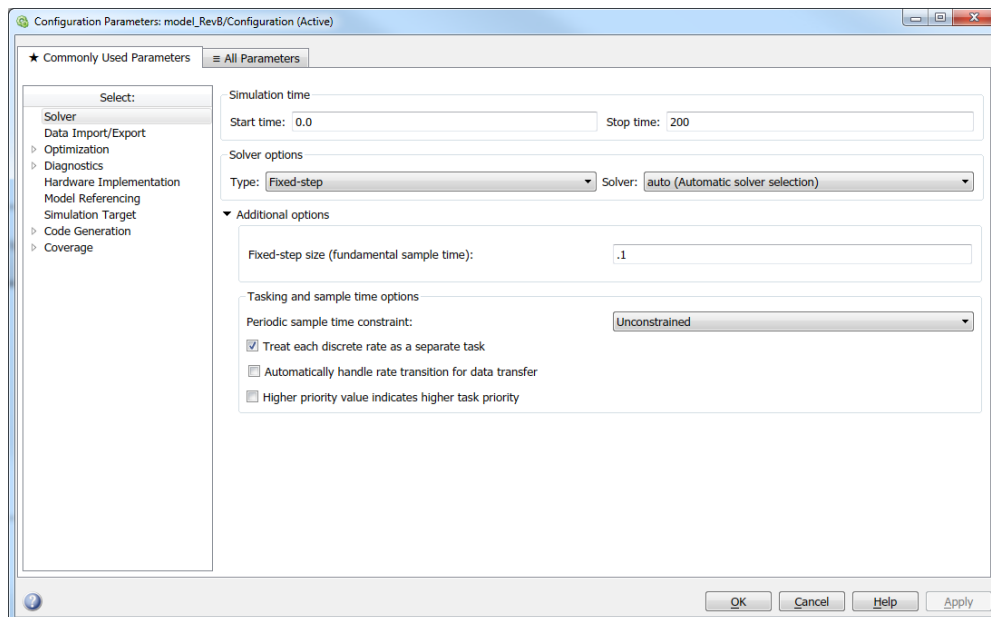 Configuration Parameters: model_RevB/Configuration (Active)
★ Commonly Used Parameters
≡ All Parameters
Select:
Solver
Data Import/Export
Optimization
Diagnostics
Hardware Implementation
Model Referencing
Simulation Target
Code Generation
Coverage
Simulation time
Start time: 0.0 Stop time: 200
Solver options
Type: Fixed-step Solver: auto (Automatic solver selection)
Additional options
Fixed-step size (fundamental sample time): .1
Tasking and sample time options
Periodic sample time constraint: Unconstrained
Treat each discrete rate as a separate task
Automatically handle rate transition for data transfer
Higher priority value indicates higher task priority
OK Cancel Help Apply